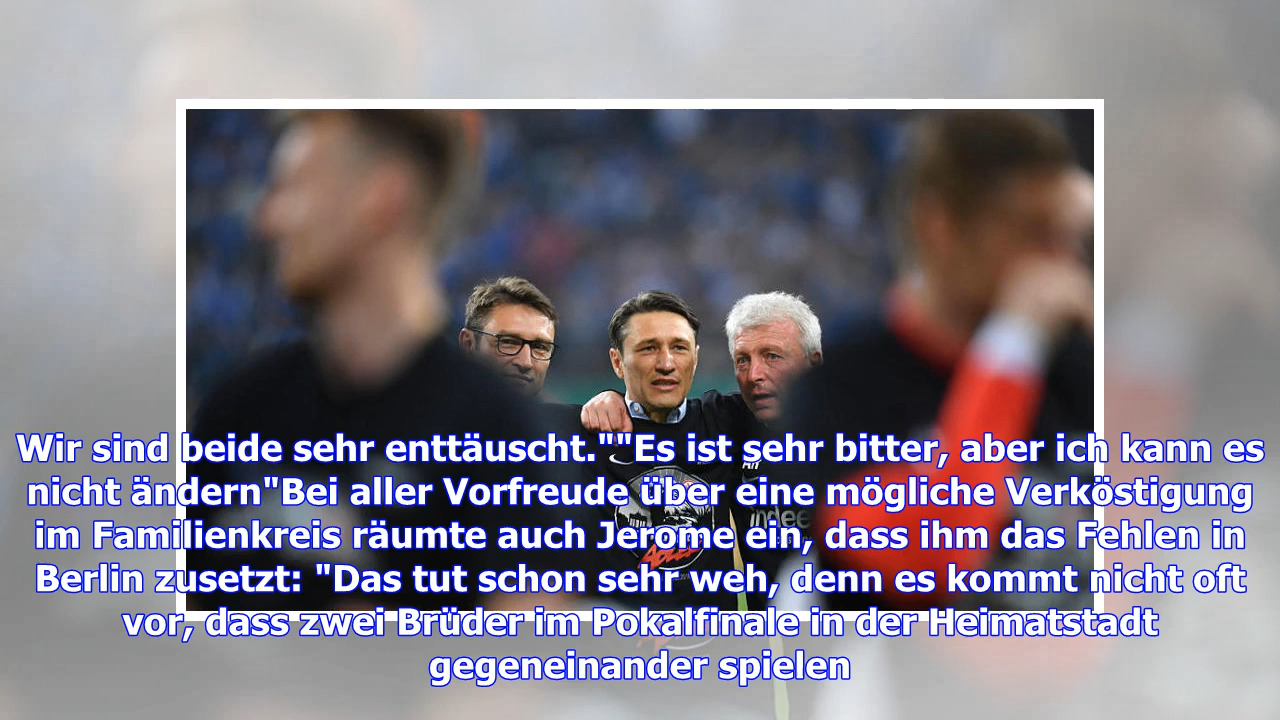 Wir sind beide sehr enttäuscht.""Es ist sehr bitter, aber ich kann es
nicht ändern"Bei aller Vorfreude über eine mögliche Verköstigung
im Familienkreis räumte auch Jerome ein, dass ihm das Fehlen in
Berlin zusetzt: "Das tut schon sehr weh, denn es kommt nicht oft
vor, dass zwei Brüder im Pokalfinale in der Heimatstadt
gegeneinander spielen